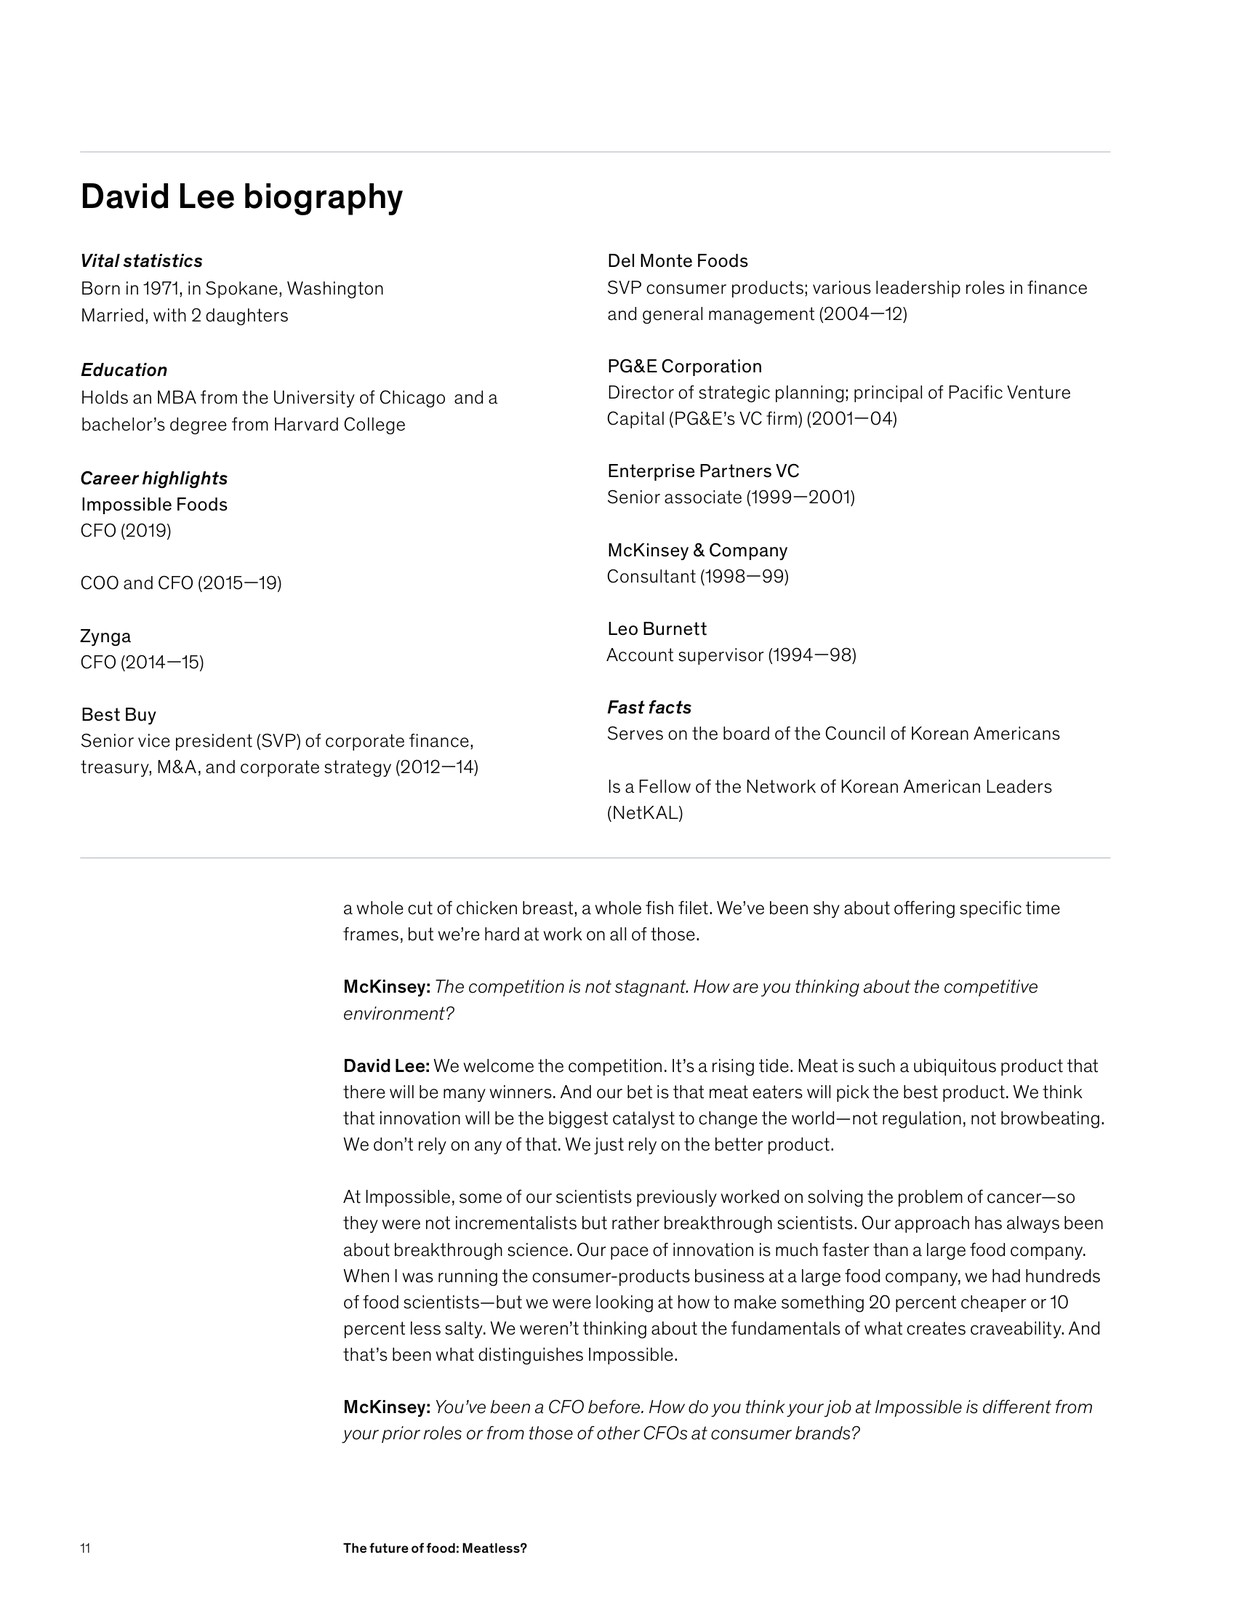 David Lee biography
Vital statistics
Born in 1971, in Spokane, Washington
Married, with 2 daughters
Education
Holds an MBA from the University of Chicago  and a
bachelor’s degree from Harvard College
Career highlights
Impossible Foods
CFO (2019)
COO and CFO (2015—19)
Zynga
CFO (2014—15)
Best Buy
Senior vice president (SVP) of corporate finance,
treasury, M&A, and corporate strategy (2012—14)
Del Monte Foods
SVP consumer products; various leadership roles in finance
and general management (2004—12)
PG&E Corporation
Director of strategic planning; principal of Pacific Venture
Capital (PG&E’s VC firm) (2001—04)
Enterprise Partners VC
Senior associate (1999—2001)
McKinsey & Company
Consultant (1998—99)
Leo Burnett
Account supervisor (1994—98)
Fast facts
Serves on the board of the Council of Korean Americans
Is a Fellow of the Network of Korean American Leaders
(NetKAL)
a whole cut of chicken breast, a whole fish filet. We’ve been shy about offering specific time
frames, but we’re hard at work on all of those.
McKinsey: The competition is not stagnant. How are you thinking about the competitive
environment?
David Lee: We welcome the competition. It’s a rising tide. Meat is such a ubiquitous product that
there will be many winners. And our bet is that meat eaters will pick the best product. We think
that innovation will be the biggest catalyst to change the world—not regulation, not browbeating.
We don’t rely on any of that. We just rely on the better product.
At Impossible, some of our scientists previously worked on solving the problem of cancer—so
they were not incrementalists but rather breakthrough scientists. Our approach has always been
about breakthrough science. Our pace of innovation is much faster than a large food company.
When I was running the consumer-products business at a large food company, we had hundreds
of food scientists—but we were looking at how to make something 20 percent cheaper or 10
percent less salty. We weren’t thinking about the fundamentals of what creates craveability. And
that’s been what distinguishes Impossible.
McKinsey: You’ve been a CFO before. How do you think your job at Impossible is different from
your prior roles or from those of other CFOs at consumer brands?
11
The future of food: Meatless?